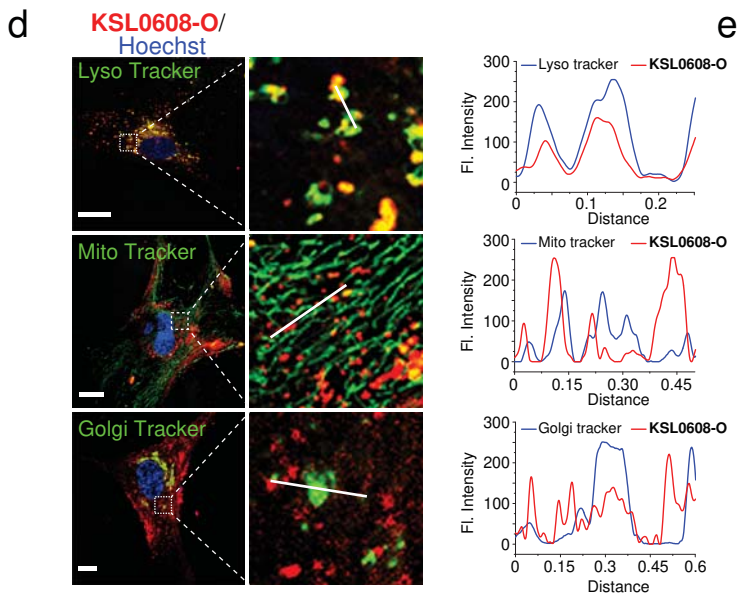 d
KSL0608-O/
Hoechst
Lyso Tracker
Mito Tracker
Golgi Tracker
e
Lyso tracker KSL0608-O
Fl. Intensity
300
200
100
0
0 0.1 0.2
Distance
Mito tracker KSL0608-O
Fl. Intensity
300
200
100
0
0 0.15 0.30 0.45
Distance
Golgi Tracker KSL0608-O
Fl. Intensity
300
200
100
0
0 0.3 0.3 0.45 0.6
Distance